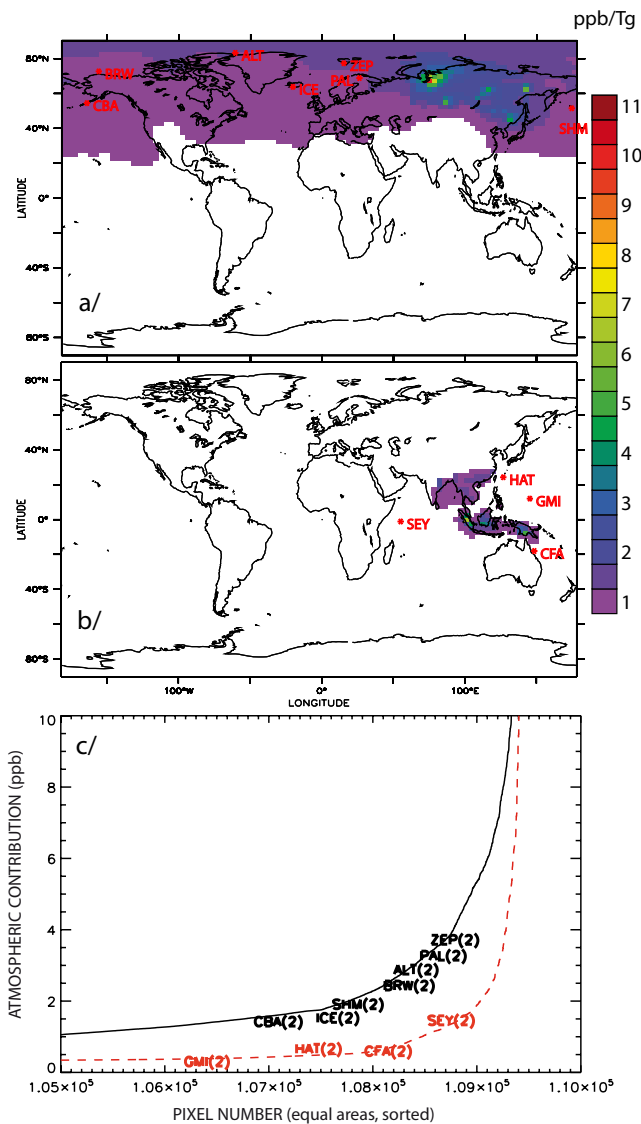 ppb/Tg
80°N
40°N
0°
40°S
80°S
LATITUDE
ALT
BRW
ZEP
PAL
ICE
CBA
SHM
a/
11
10
9
8
7
6
5
4
3
2
1
80°N
40°N
0°
40°S
80°S
LATITUDE
HAT
GMI
SEY
CFA
b/
100°W 0° 100°E
LONGITUDE
c/
10
8
6
4
2
0
ATMOSPHERIC CONTRIBUTION (ppb)
ZEP(2)
PAL(2)
ALT(2)
BRW(2)
SHM(2)
ICE(2)
CBA(2)
SEY(2)
HAT(2)
CFA(2)
GMI(2)
1.05×10⁵ 1.06×10⁵ 1.07×10⁵ 1.08×10⁵ 1.09×10⁵ 1.10×10⁵
PIXEL NUMBER (equal areas, sorted)